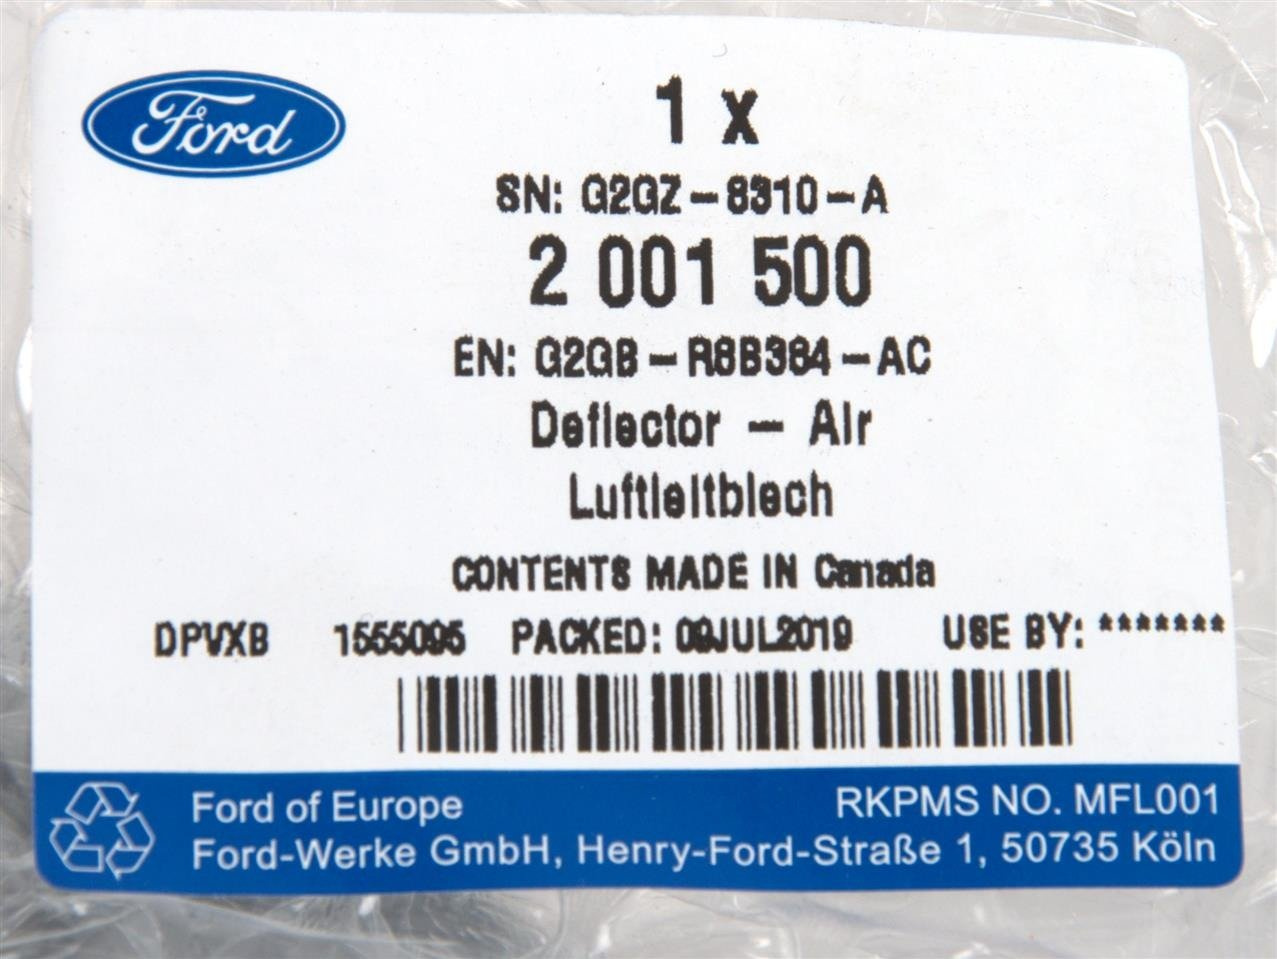 Ford
1 x
SN: G2GZ-8310-A
2 001 500
EN: G2GB-R8B384-AC
Deflector - Air
Luftleitblech
CONTENTS MADE IN Canada
DPVXB 1555095 PACKED: 09JUL2019 USE BY: *******
Ford of Europe RKPMS NO. MFL001
Ford-Werke GmbH, Henry-Ford-Straße 1, 50735 Köln